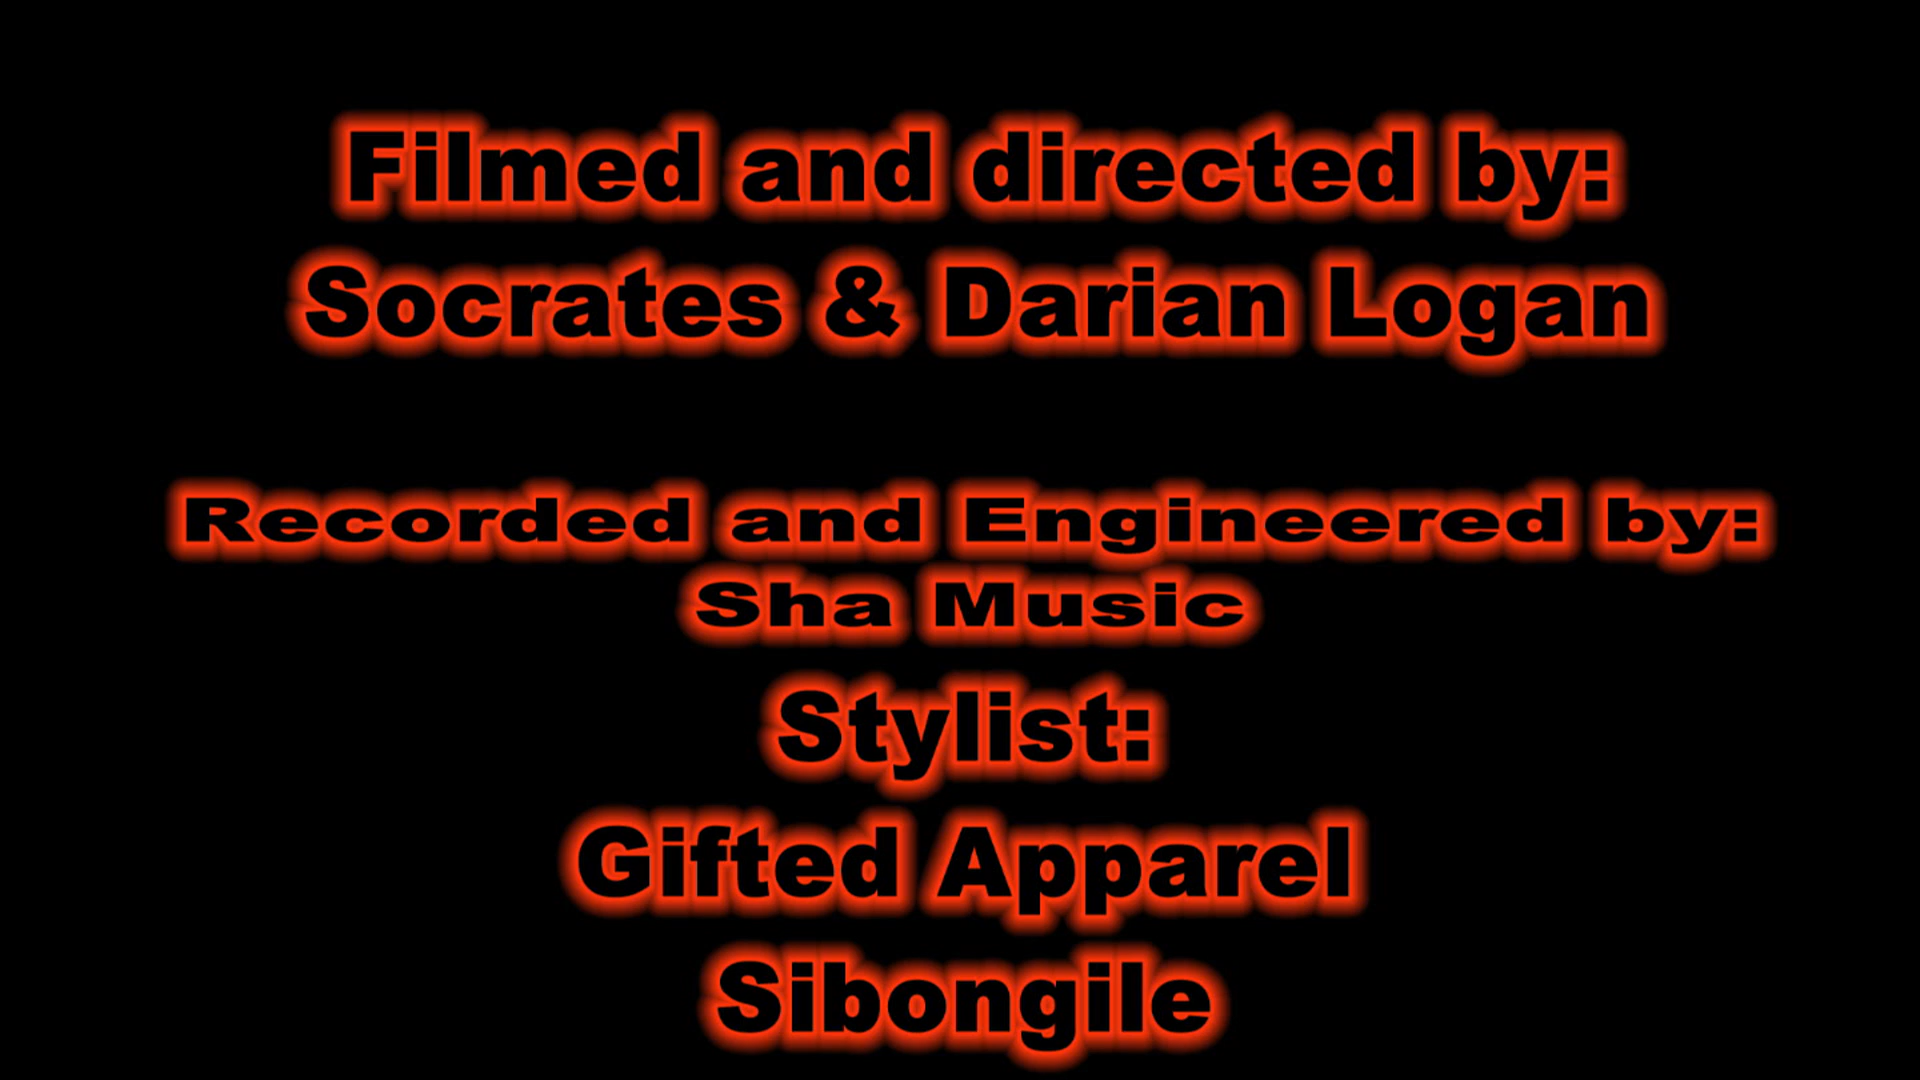 Filmed and directed by:
Socrates & Darian Logan
Recorded and Engineered by:
Sha Music
Stylist:
Gifted Apparel
Sibongile